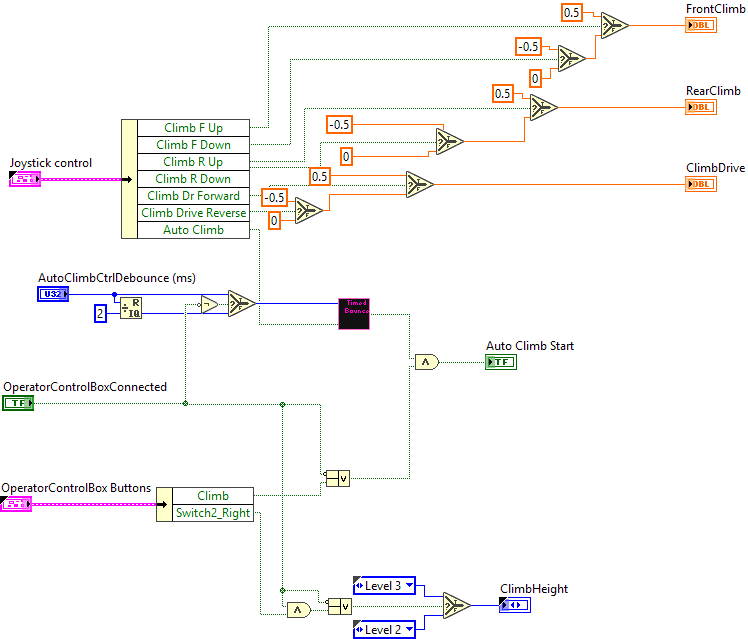 FrontClimb
0.5
DBL
-0.5
0
RearClimb
0.5
DBL
-0.5
Climb F Up
Climb F Down
Climb R Up
Climb R Down
Climb Dr Forward
Climb Drive Reverse
Auto Climb
0
Joystick control
ClimbDrive
0.5
DBL
-0.5
0
AutoClimbCtrlDebounce (ms)
U32
R
IQ
2
Timed
Bounce
Auto Climb Start
TF
OperatorControlBoxConnected
TF
OperatorControlBox Buttons
Climb
Switch2_Right
Level 3
ClimbHeight
Level 2